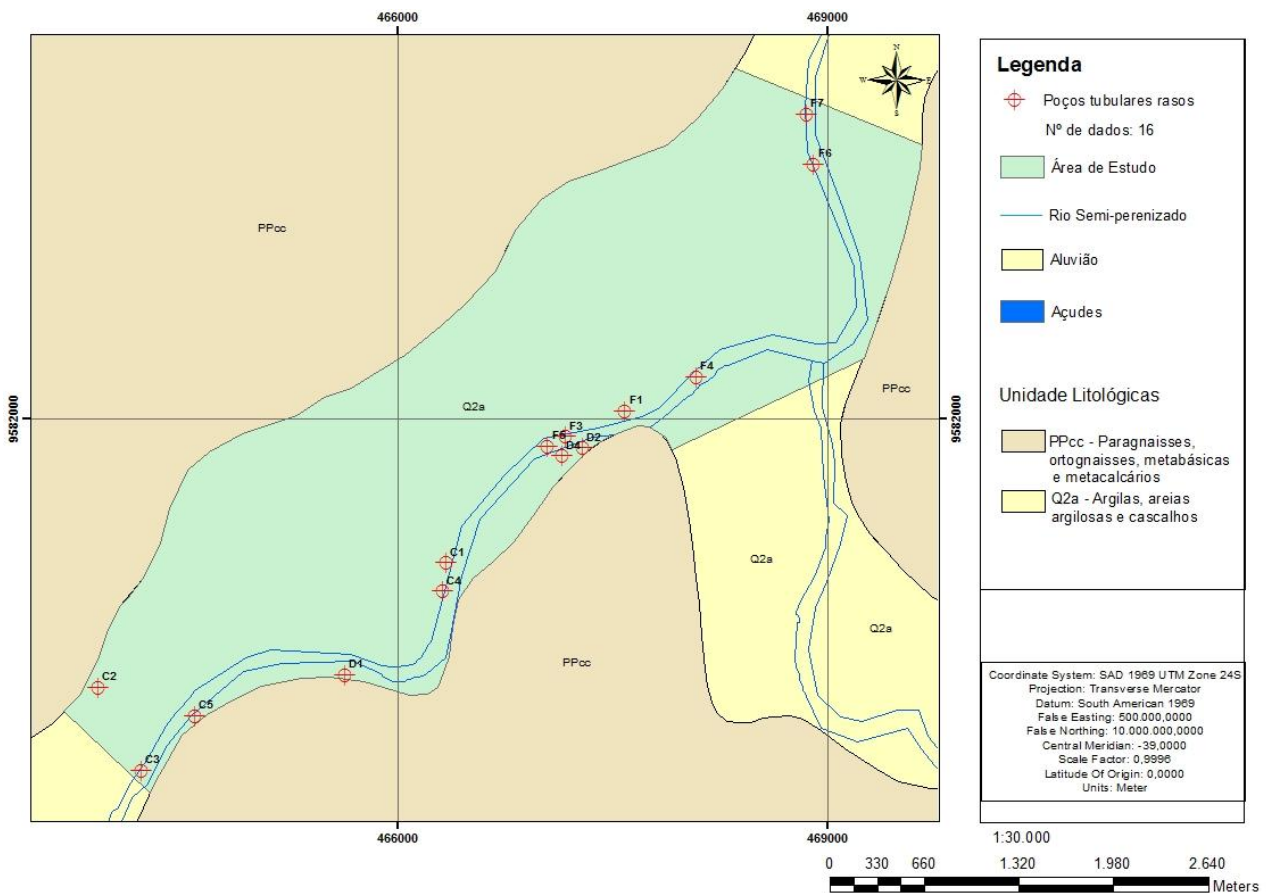 466000
469000
N
W
E
S
F7
F6
PPcc
F4
PPcc
F1
Q2a
9582000
9582000
F3
F5
D2
D4
C1
Q2a
C4
Q2a
PPcc
D1
C2
C5
C3
466000
469000
Legenda
Poços tubulares rasos
Nº de dados: 16
Área de Estudo
Rio Semi-perenizado
Aluvião
Açudes
Unidade Litológicas
PPcc - Paragnaisses,
ortognaisses, metabásicas
e metacalcários
Q2a - Argilas, areias
argilosas e cascalhos
Coordinate System: SAD 1969 UTM Zone 24S
Projection: Transverse Mercator
Datum: South American 1969
False Easting: 500.000,0000
False Northing: 10.000.000,0000
Central Meridian: -39,0000
Scale Factor: 0,9996
Latitude Of Origin: 0,0000
Units: Meter
1:30.000
0 330 660 1.320 1.980 2.640
Meters